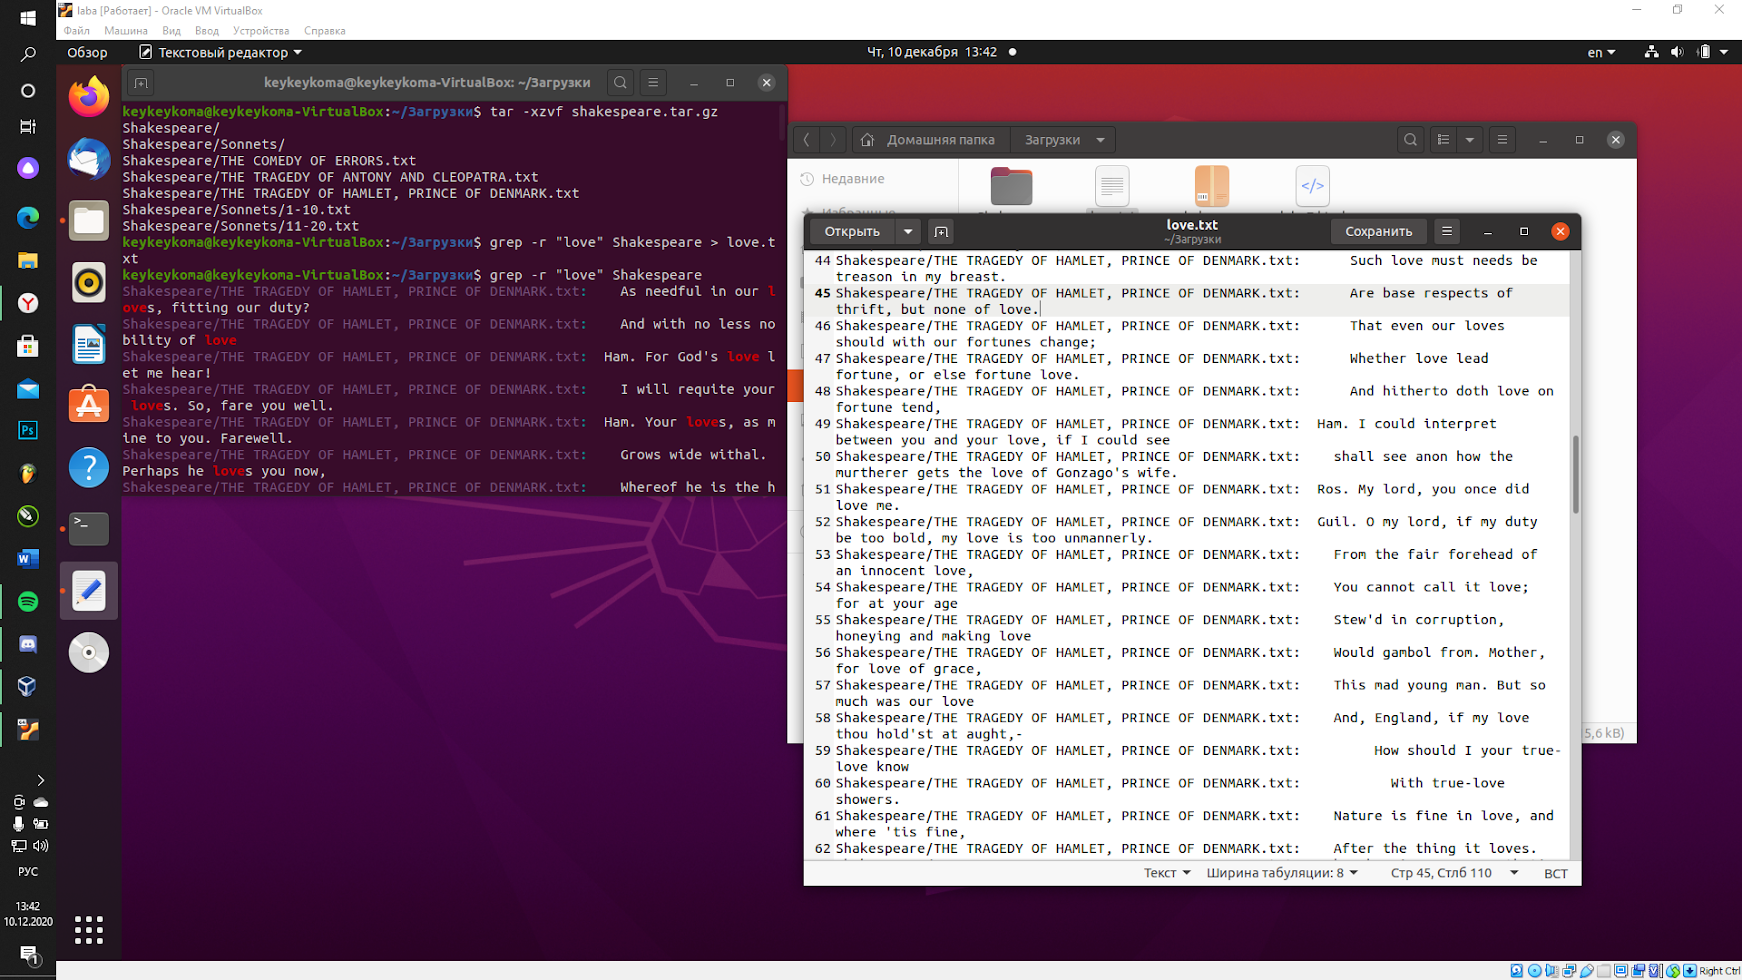 laba [Работает] - Oracle VM VirtualBox
Файл Машина Вид Ввод Устройства Справка
Обзор Текстовый редактор Чт, 10 декабря 13:42 en
keykeykoma@keykeykoma-VirtualBox: ~/Загрузки
keykeykoma@keykeykoma-VirtualBox:~/Загрузки$ tar -xzvf shakespeare.tar.gz
Shakespeare/
Shakespeare/Sonnets/
Shakespeare/THE COMEDY OF ERRORS.txt
Shakespeare/THE TRAGEDY OF ANTONY AND CLEOPATRA.txt
Shakespeare/THE TRAGEDY OF HAMLET, PRINCE OF DENMARK.txt
Shakespeare/Sonnets/1-10.txt
Shakespeare/Sonnets/11-20.txt
keykeykoma@keykeykoma-VirtualBox:~/Загрузки$ grep -r "love" Shakespeare > love.t
xt
keykeykoma@keykeykoma-VirtualBox:~/Загрузки$ grep -r "love" Shakespeare
Shakespeare/THE TRAGEDY OF HAMLET, PRINCE OF DENMARK.txt: As needful in our l
oves, fitting our duty?
Shakespeare/THE TRAGEDY OF HAMLET, PRINCE OF DENMARK.txt: And with no less no
bility of love
Shakespeare/THE TRAGEDY OF HAMLET, PRINCE OF DENMARK.txt: Ham. For God's love l
et me hear!
Shakespeare/THE TRAGEDY OF HAMLET, PRINCE OF DENMARK.txt: I will requite your
loves. So, fare you well.
Shakespeare/THE TRAGEDY OF HAMLET, PRINCE OF DENMARK.txt: Ham. Your loves, as m
ine to you. Farewell.
Shakespeare/THE TRAGEDY OF HAMLET, PRINCE OF DENMARK.txt: Grows wide withal.
Perhaps he loves you now,
Shakespeare/THE TRAGEDY OF HAMLET, PRINCE OF DENMARK.txt: Whereof he is the h
Домашняя папка Загрузки
Недавние
5,6 kB)
Открыть love.txt Сохранить
~/Загрузки
44 Shakespeare/THE TRAGEDY OF HAMLET, PRINCE OF DENMARK.txt: Such love must needs be
treason in my breast.
45 Shakespeare/THE TRAGEDY OF HAMLET, PRINCE OF DENMARK.txt: Are base respects of
thrift, but none of love.
46 Shakespeare/THE TRAGEDY OF HAMLET, PRINCE OF DENMARK.txt: That even our loves
should with our fortunes change;
47 Shakespeare/THE TRAGEDY OF HAMLET, PRINCE OF DENMARK.txt: Whether love lead
fortune, or else fortune love.
48 Shakespeare/THE TRAGEDY OF HAMLET, PRINCE OF DENMARK.txt: And hitherto doth love on
fortune tend,
49 Shakespeare/THE TRAGEDY OF HAMLET, PRINCE OF DENMARK.txt: Ham. I could interpret
between you and your love, if I could see
50 Shakespeare/THE TRAGEDY OF HAMLET, PRINCE OF DENMARK.txt: shall see anon how the
murtherer gets the love of Gonzago's wife.
51 Shakespeare/THE TRAGEDY OF HAMLET, PRINCE OF DENMARK.txt: Ros. My lord, you once did
love me.
52 Shakespeare/THE TRAGEDY OF HAMLET, PRINCE OF DENMARK.txt: Guil. O my lord, if my duty
be too bold, my love is too unmannerly.
53 Shakespeare/THE TRAGEDY OF HAMLET, PRINCE OF DENMARK.txt: From the fair forehead of
an innocent love,
54 Shakespeare/THE TRAGEDY OF HAMLET, PRINCE OF DENMARK.txt: You cannot call it love;
for at your age
55 Shakespeare/THE TRAGEDY OF HAMLET, PRINCE OF DENMARK.txt: Stew'd in corruption,
honeying and making love
56 Shakespeare/THE TRAGEDY OF HAMLET, PRINCE OF DENMARK.txt: Would gambol from. Mother,
for love of grace,
57 Shakespeare/THE TRAGEDY OF HAMLET, PRINCE OF DENMARK.txt: This mad young man. But so
much was our love
58 Shakespeare/THE TRAGEDY OF HAMLET, PRINCE OF DENMARK.txt: And, England, if my love
thou hold'st at aught,-
59 Shakespeare/THE TRAGEDY OF HAMLET, PRINCE OF DENMARK.txt: How should I your true-
love know
60 Shakespeare/THE TRAGEDY OF HAMLET, PRINCE OF DENMARK.txt: With true-love
showers.
61 Shakespeare/THE TRAGEDY OF HAMLET, PRINCE OF DENMARK.txt: Nature is fine in love, and
where 'tis fine,
62 Shakespeare/THE TRAGEDY OF HAMLET, PRINCE OF DENMARK.txt: After the thing it loves.
Текст Ширина табуляции: 8 Стр 45, Стлб 110 ВСТ
Ps
РУС
13:42
10.12.2020
1
Right Ctrl